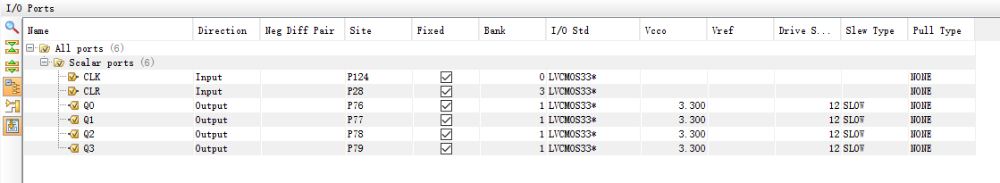 I/O Ports
Name Direction Neg Diff Pair Site Fixed Bank I/O Std Vcco Vref Drive S... Slew Type Pull Type
All ports (6)
Scalar ports (6)
CLK Input P124 0 LVCMOS33* NONE
CLR Input P28 3 LVCMOS33* NONE
Q0 Output P76 1 LVCMOS33* 3.300 12 SLOW NONE
Q1 Output P77 1 LVCMOS33* 3.300 12 SLOW NONE
Q2 Output P78 1 LVCMOS33* 3.300 12 SLOW NONE
Q3 Output P79 1 LVCMOS33* 3.300 12 SLOW NONE